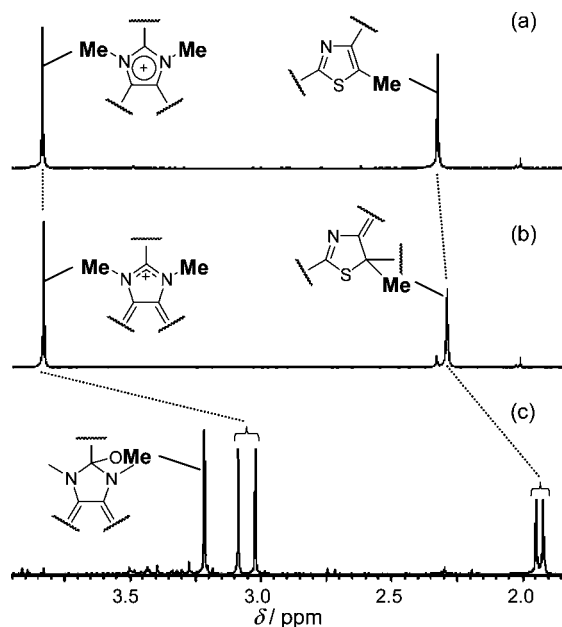 (a)
Me N N Me
+
N
S Me
(b)
Me N N Me
+
N
S
Me
(c)
OMe
N N
3.5 3.0 2.5 2.0
δ / ppm